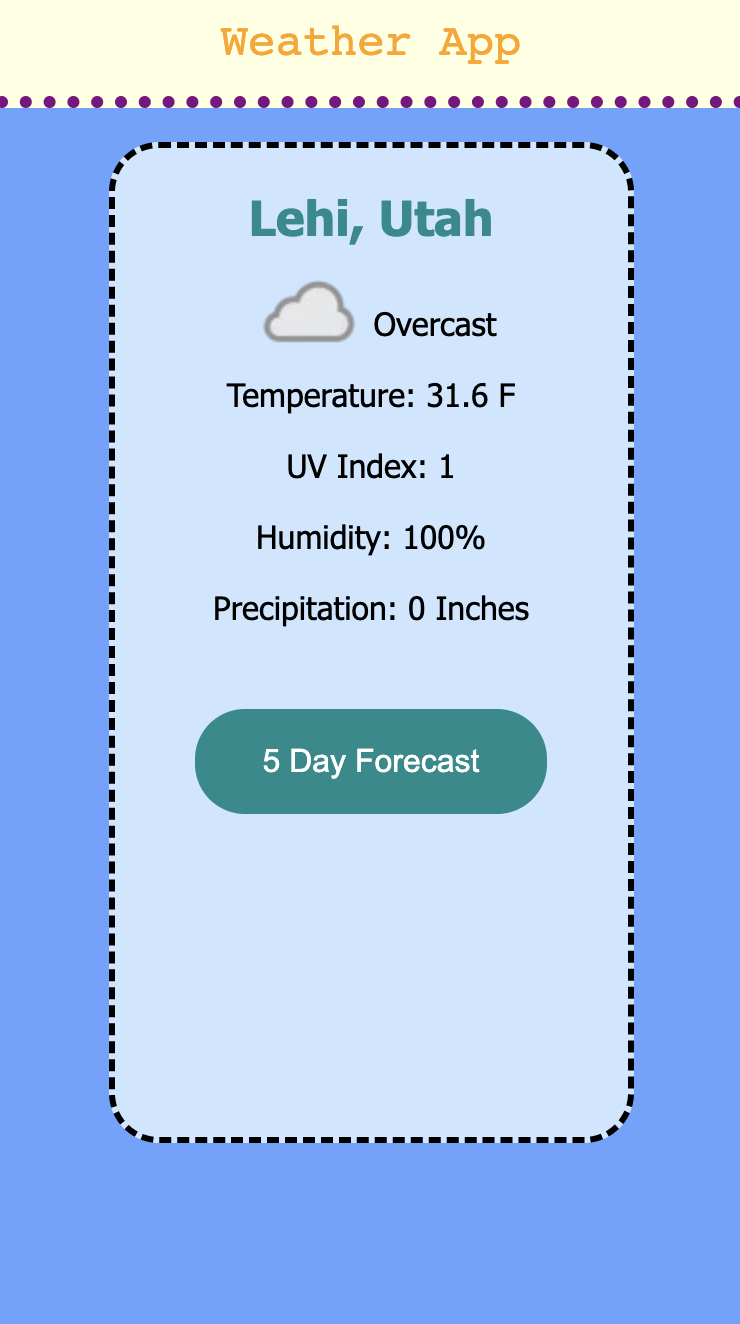 Weather App
Lehi, Utah
Overcast
Temperature: 31.6 F
UV Index: 1
Humidity: 100%
Precipitation: 0 Inches
5 Day Forecast